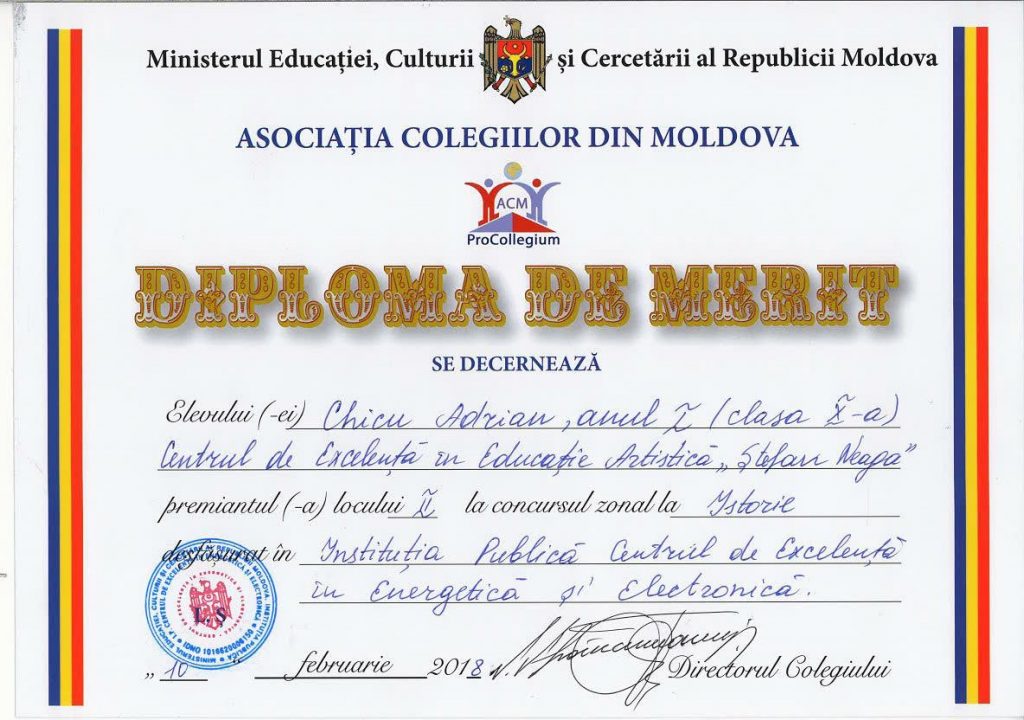 Ministerul Educației, Culturii și Cercetării al Republicii Moldova
ASOCIAȚIA COLEGIILOR DIN MOLDOVA
ACM
ProCollegium
DIPLOMA DE MERIT
SE DECERNEAZĂ
Elevului (-ei) Chicu Adrian, anul I (clasa X-a)
Centrul de Excelență în Educație Artistică „Ștefan Neaga”
premiantul (-a) locului II la concursul zonal la Istorie
desfășurat în Instituția Publică Centrul de Excelență
în Energetică și Electronică.
L.S
IDNO 1016620006150
„10” februarie 2018 Directorul Colegiului